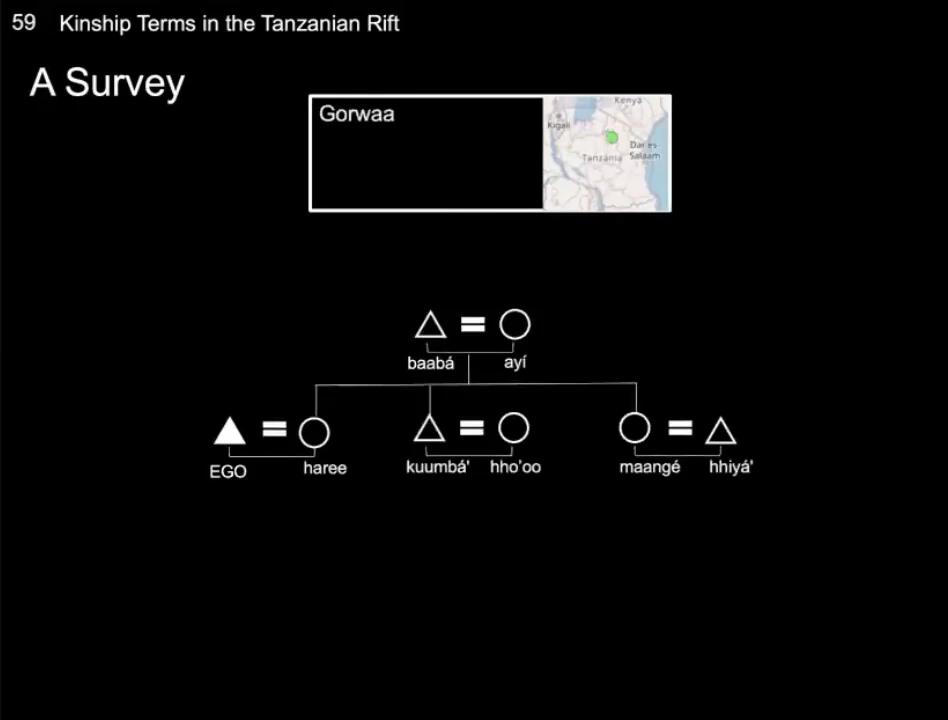 59 Kinship Terms in the Tanzanian Rift
A Survey
Gorwaa
Kenya
Kigali
Dar es
Salaam
Tanzania
baabá ayí
EGO haree kuumbá' hho'oo maangé hhiyá'